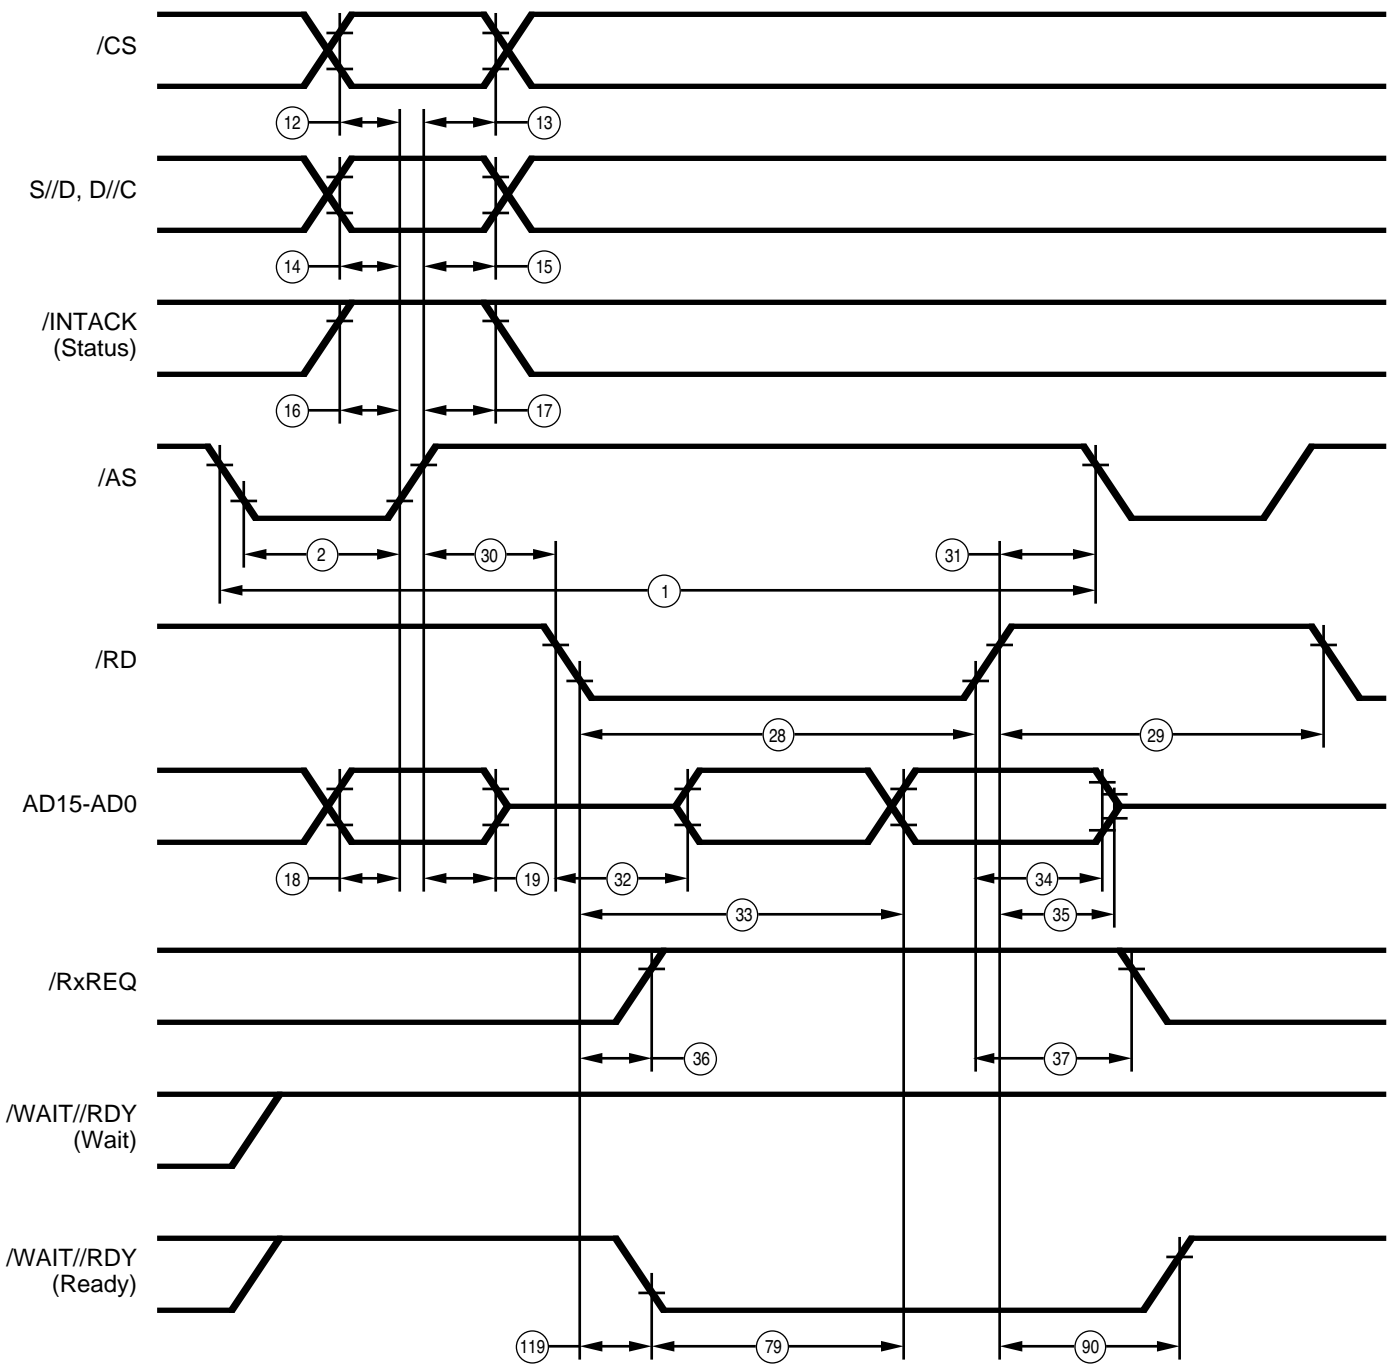 /CS
12
13
S//D, D//C
14
15
/INTACK
(Status)
16
17
/AS
2
30
31
1
/RD
28
29
AD15-AD0
18
19
32
34
33
35
/RxREQ
36
37
/WAIT//RDY
(Wait)
/WAIT//RDY
(Ready)
119
79
90